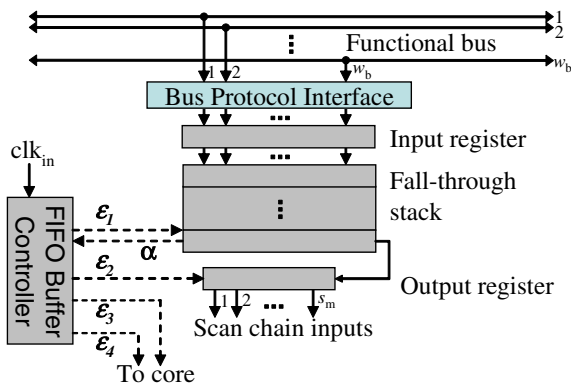 1
2
Functional bus
w_b
1 2 w_b
Bus Protocol Interface
Input register
clk_in
Fall-through
stack
FIFO Buffer
Controller
ε1
α
ε2
ε3
ε4
Output register
1 2 s_m
Scan chain inputs
To core